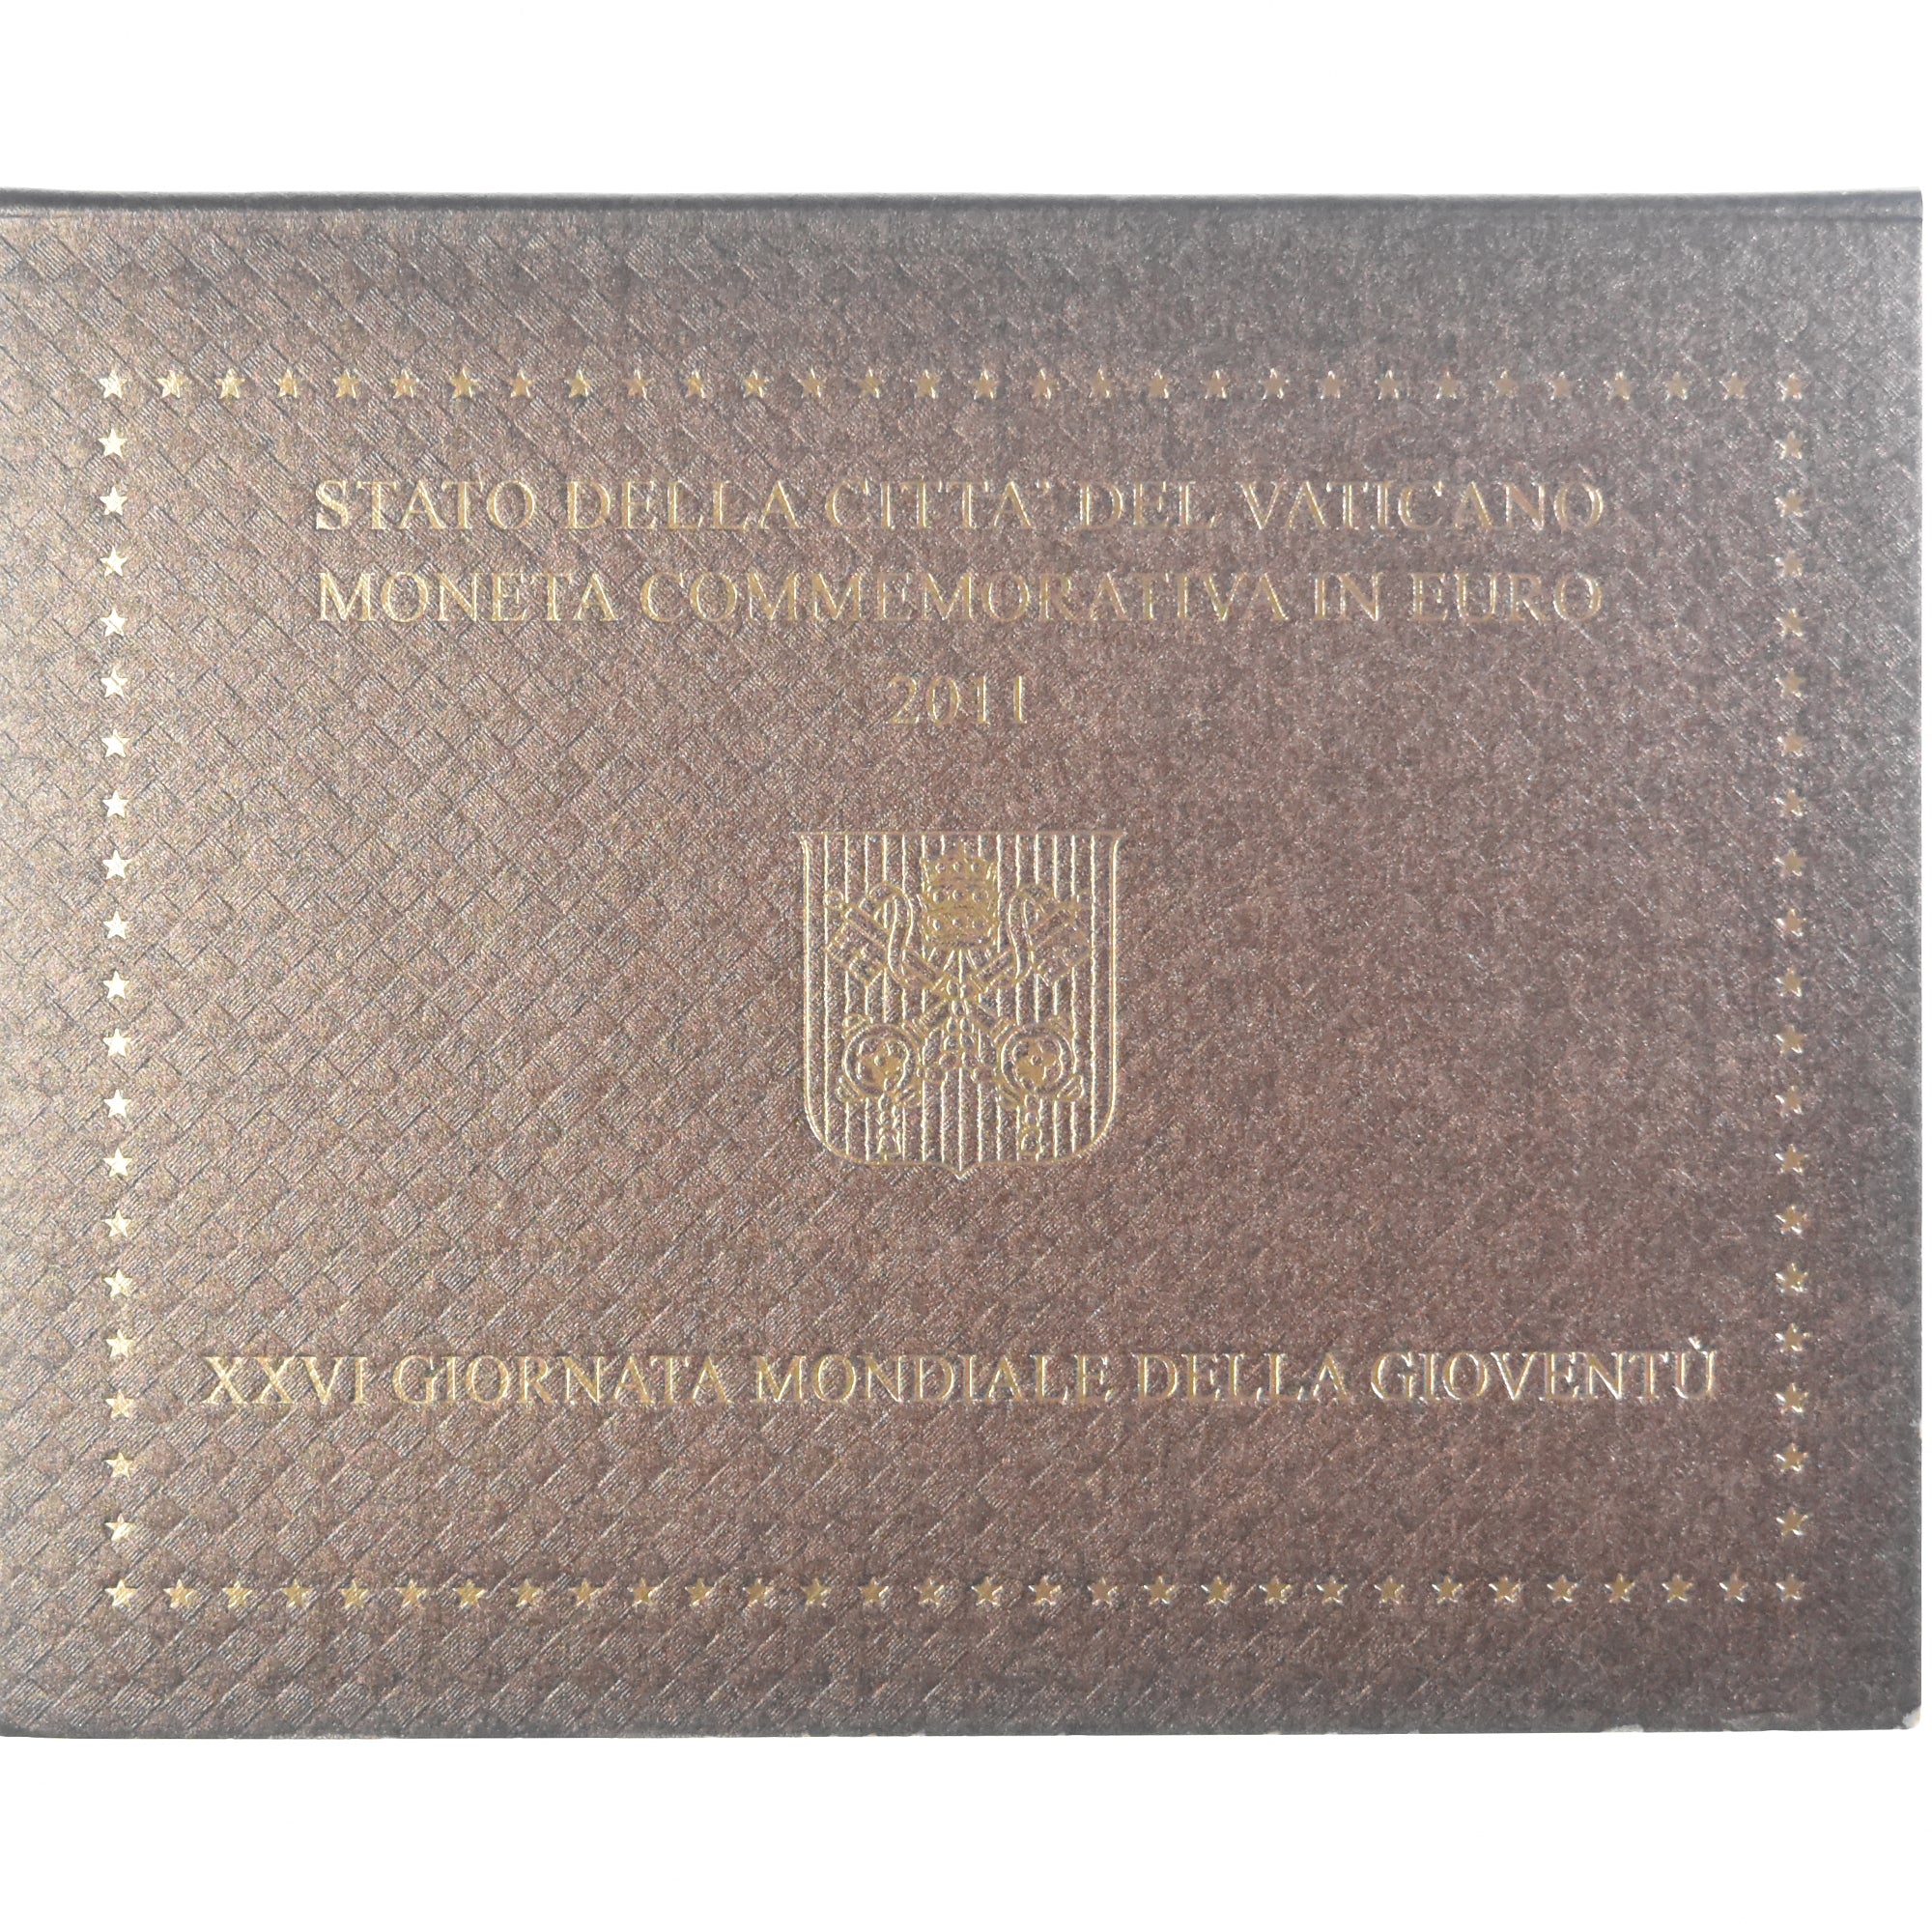 STATO DELLA CITTA' DEL VATICANO
MONETA COMMEMORATIVA IN EURO
2011
XXVI GIORNATA MONDIALE DELLA GIOVENTÙ